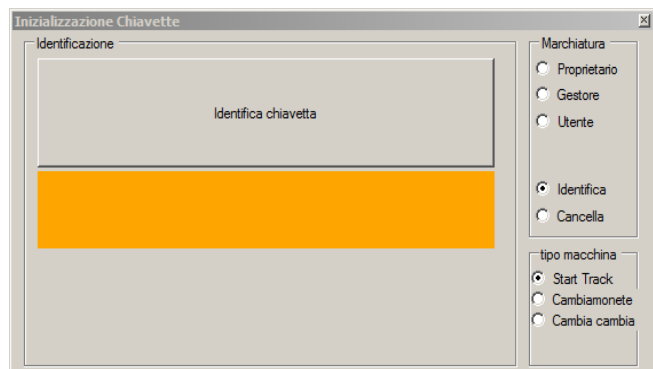 Inizializzazione Chiavette
Identificazione
Identifica chiavetta
Marchiatura
Proprietario
Gestore
Utente
Identifica
Cancella
tipo macchina
Start Track
Cambiamonete
Cambia cambia